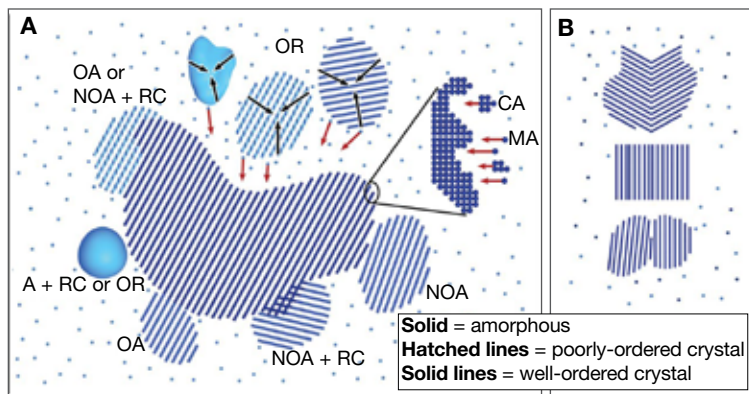 A
B
OR
OA or
NOA + RC
CA
MA
A + RC or OR
NOA
OA
NOA + RC
Solid = amorphous
Hatched lines = poorly-ordered crystal
Solid lines = well-ordered crystal